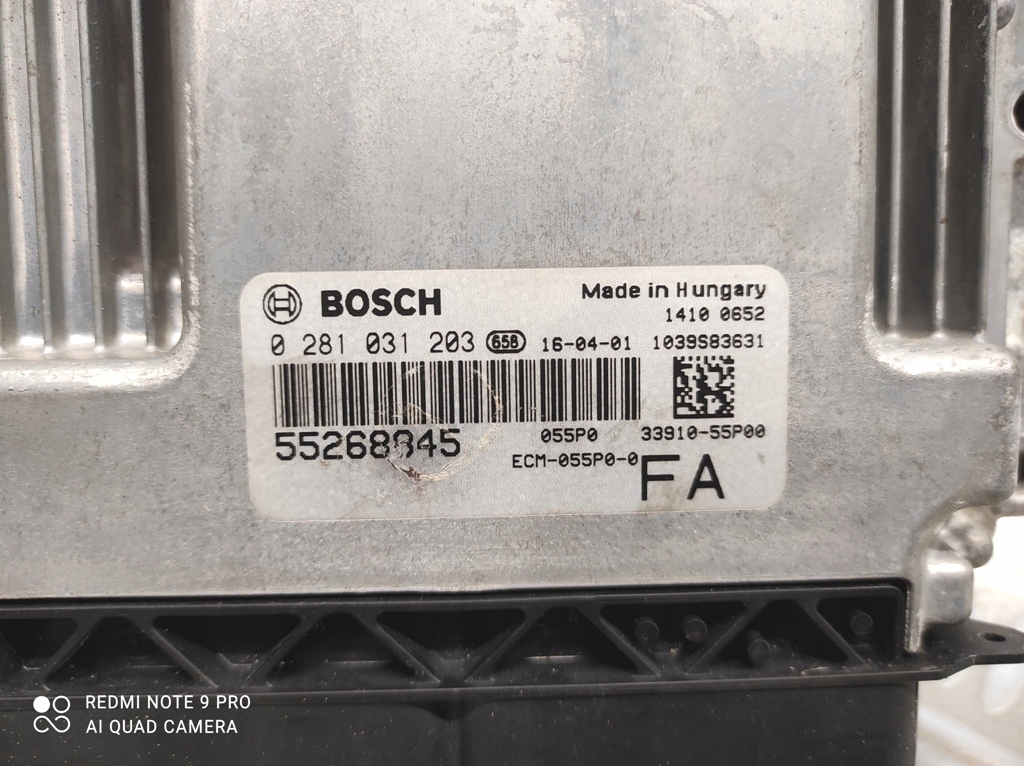 BOSCH
Made in Hungary
1410 0652
0 281 031 203 658 16-04-01 1039S83631
55268845
055P0 33910-55P00
ECM-055P0-0
FA
REDMI NOTE 9 PRO
AI QUAD CAMERA